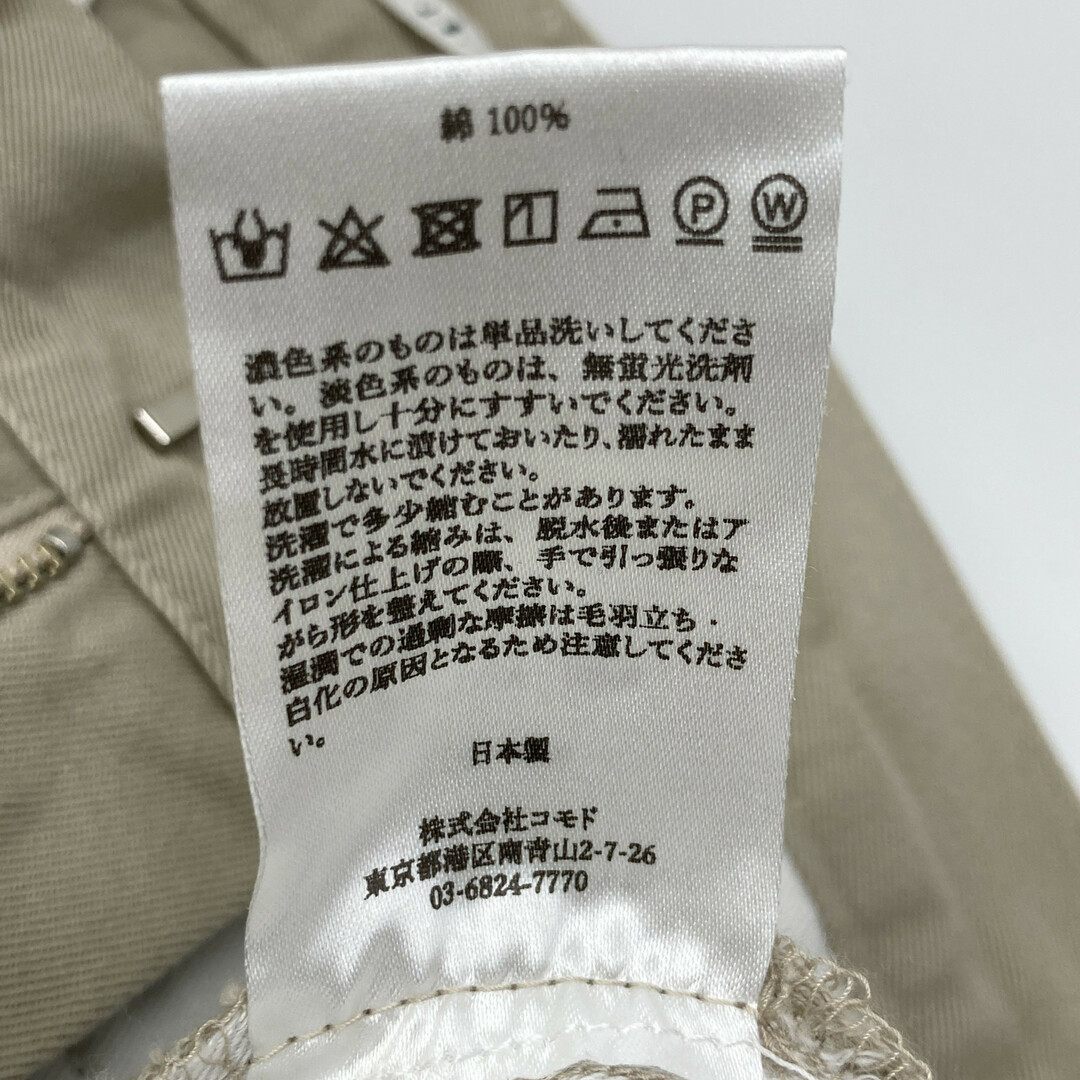 綿 100%
P
W
濃色系のものは単品洗いしてくださ
い。淡色系のものは、無蛍光洗剤
を使用し十分にすすいでください。
長時間水に漬けておいたり、濡れたまま
放置しないでください。
洗濯で多少縮むことがあります。
洗濯による縮みは、脱水後またはア
イロン仕上げの際、手で引っ張りな
がら形を整えてください。
湿潤での過剰な摩擦は毛羽立ち・
白化の原因となるため注意してくださ
い。
日本製
株式会社コモド
東京都港区南青山2-7-26
03-6824-7770